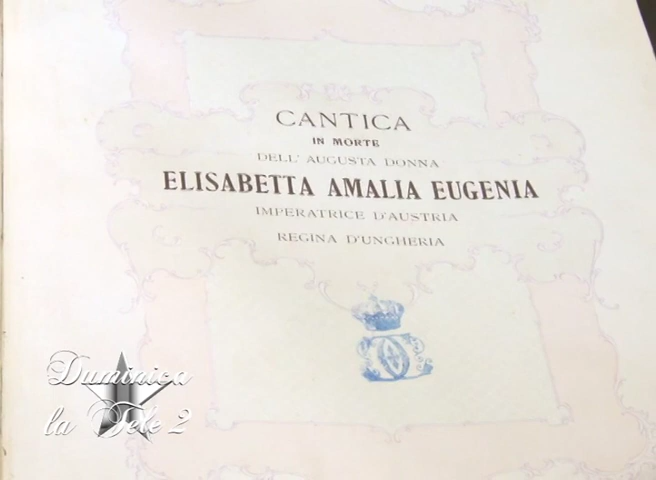 CANTICA
IN MORTE
DELL' AUGUSTA DONNA
ELISABETTA AMALIA EUGENIA
IMPERATRICE D'AUSTRIA
REGINA D'UNGHERIA
Duminica
la Tele 2